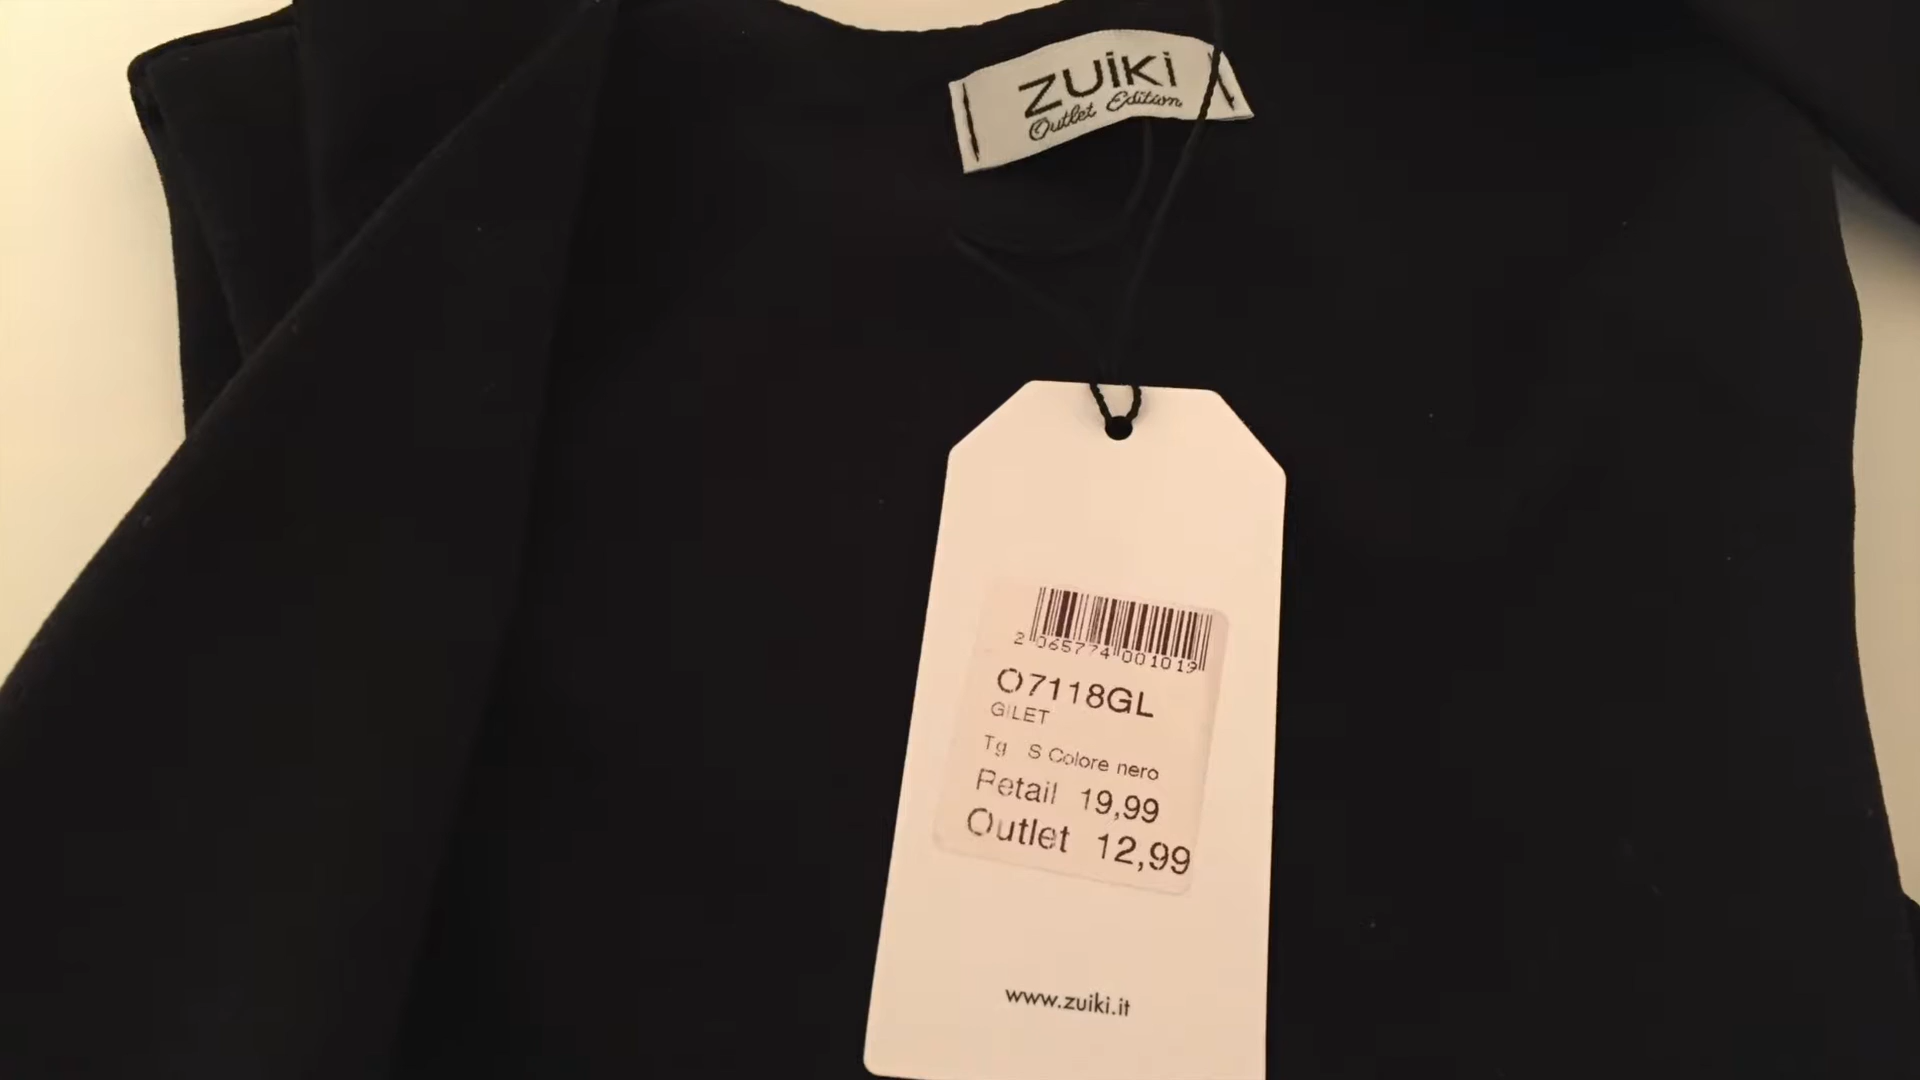 ZUiKi
Outlet Edition
2 065774 001019
O7118GL
GILET
Tg S Colore nero
Retail 19,99
Outlet 12,99
www.zuiki.it